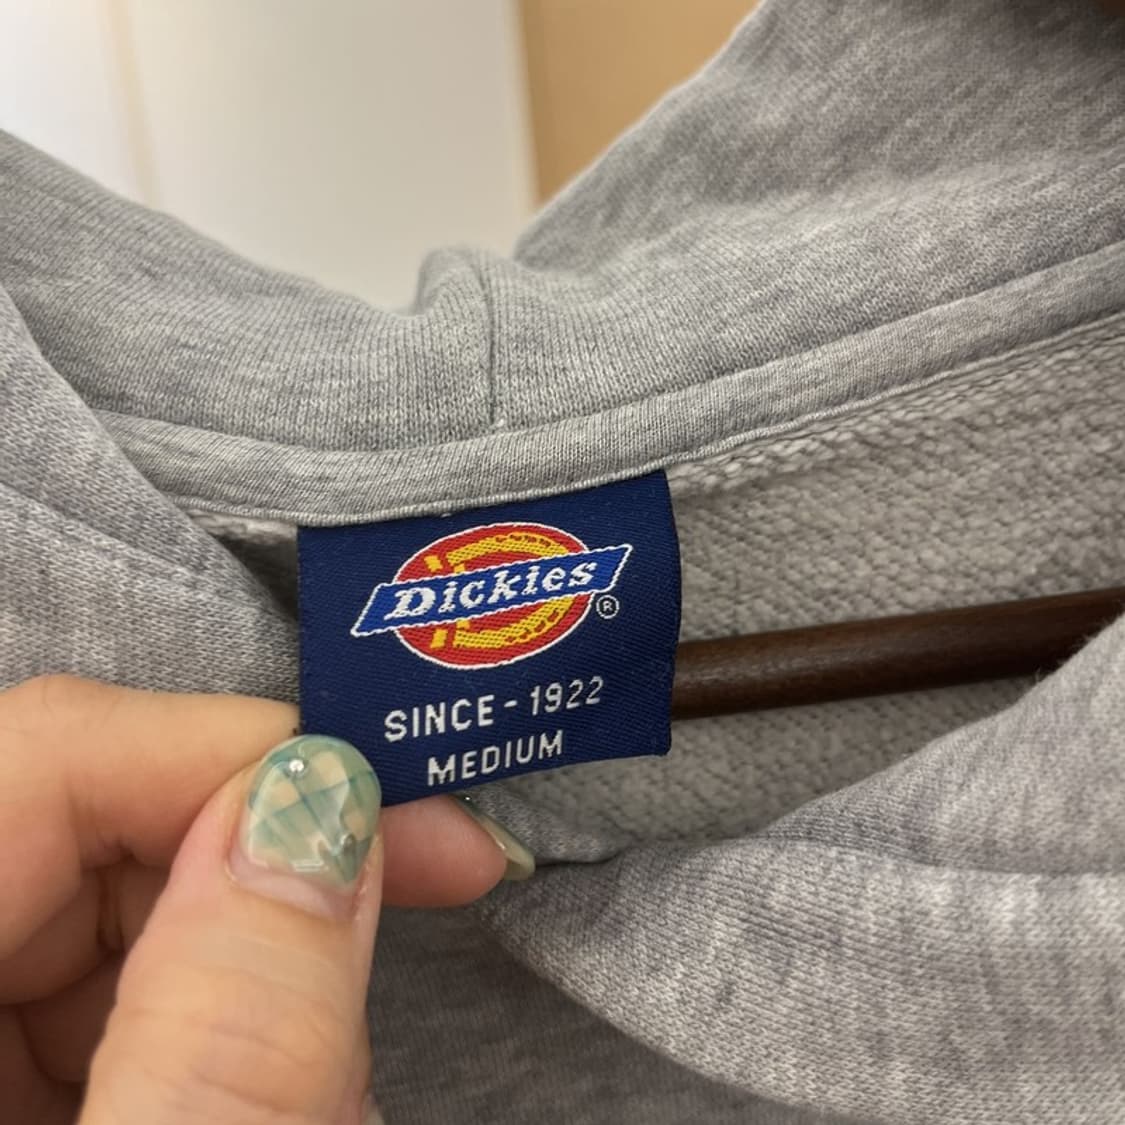 Dickies
®
SINCE - 1922
MEDIUM